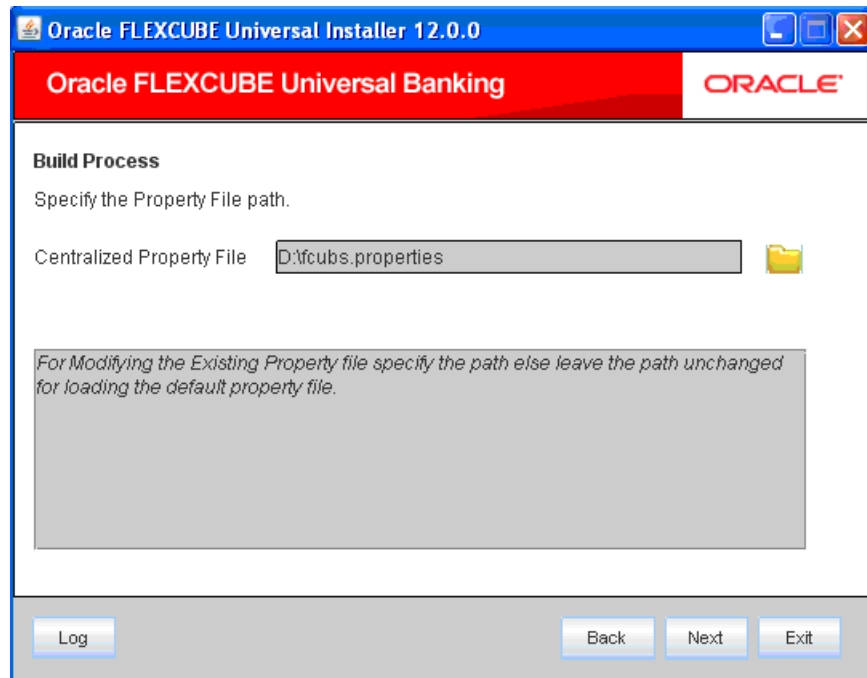 Oracle FLEXCUBE Universal Installer 12.0.0
Oracle FLEXCUBE Universal Banking
ORACLE
Build Process
Specify the Property File path.
Centralized Property File
D:\fcubs.properties
For Modifying the Existing Property file specify the path else leave the path unchanged
for loading the default property file.
Log
Back
Next
Exit